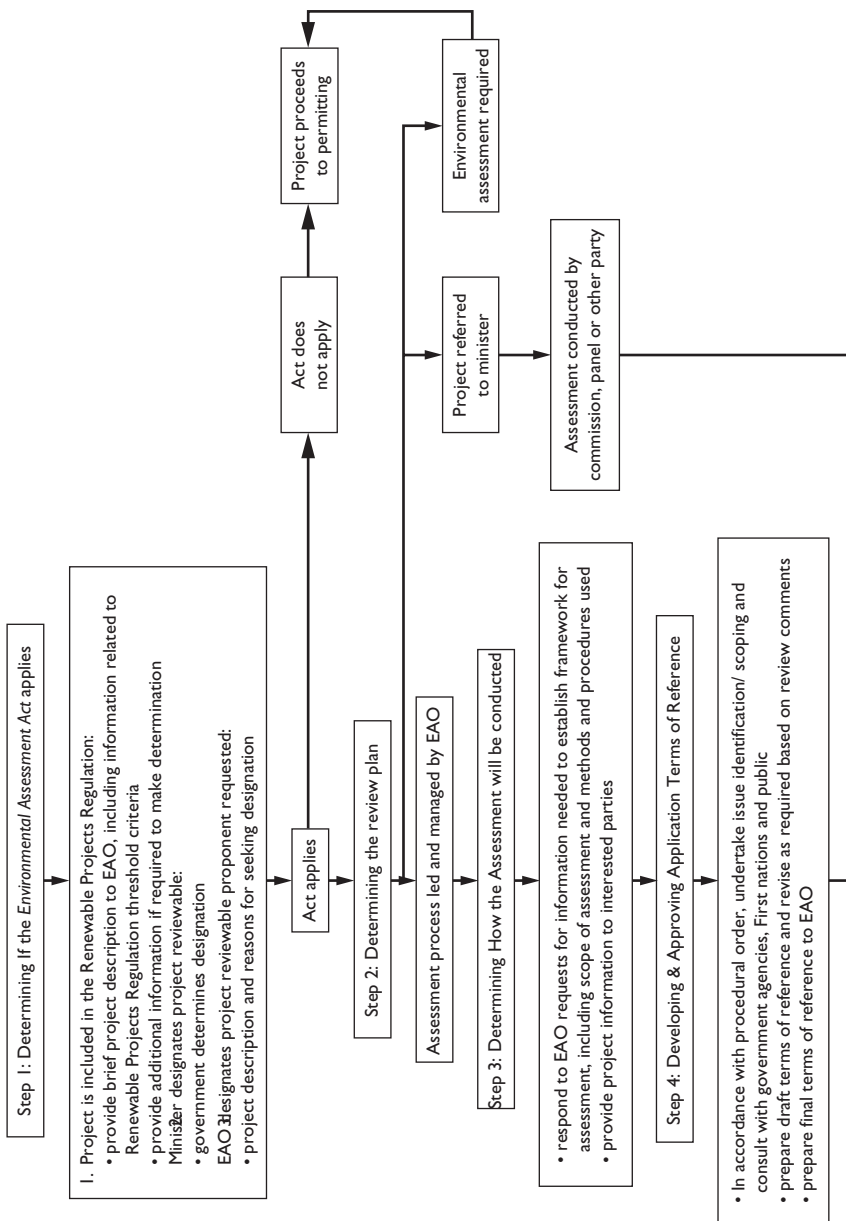 Step 1: Determining If the Environmental Assessment Act applies
1. Project is included in the Renewable Projects Regulation:
• provide brief project description to EAO, including information related to
Renewable Projects Regulation threshold criteria
• provide additional information if required to make determination
2. Minister designates project reviewable:
• government determines designation
3. EAO designates project reviewable proponent requested:
• project description and reasons for seeking designation
Act applies
Act does
not apply
Project proceeds
to permitting
Step 2: Determining the review plan
Assessment process led and managed by EAO
Project referred
to minister
Environmental
assessment required
Step 3: Determining How the Assessment will be conducted
Assessment conducted by
commission, panel or other party
• respond to EAO requests for information needed to establish framework for
assessment, including scope of assessment and methods and procedures used
• provide project information to interested parties
Step 4: Developing & Approving Application Terms of Reference
• In accordance with procedural order, undertake issue identification/ scoping and
consult with government agencies, First nations and public
• prepare draft terms of reference and revise as required based on review comments
• prepare final terms of reference to EAO